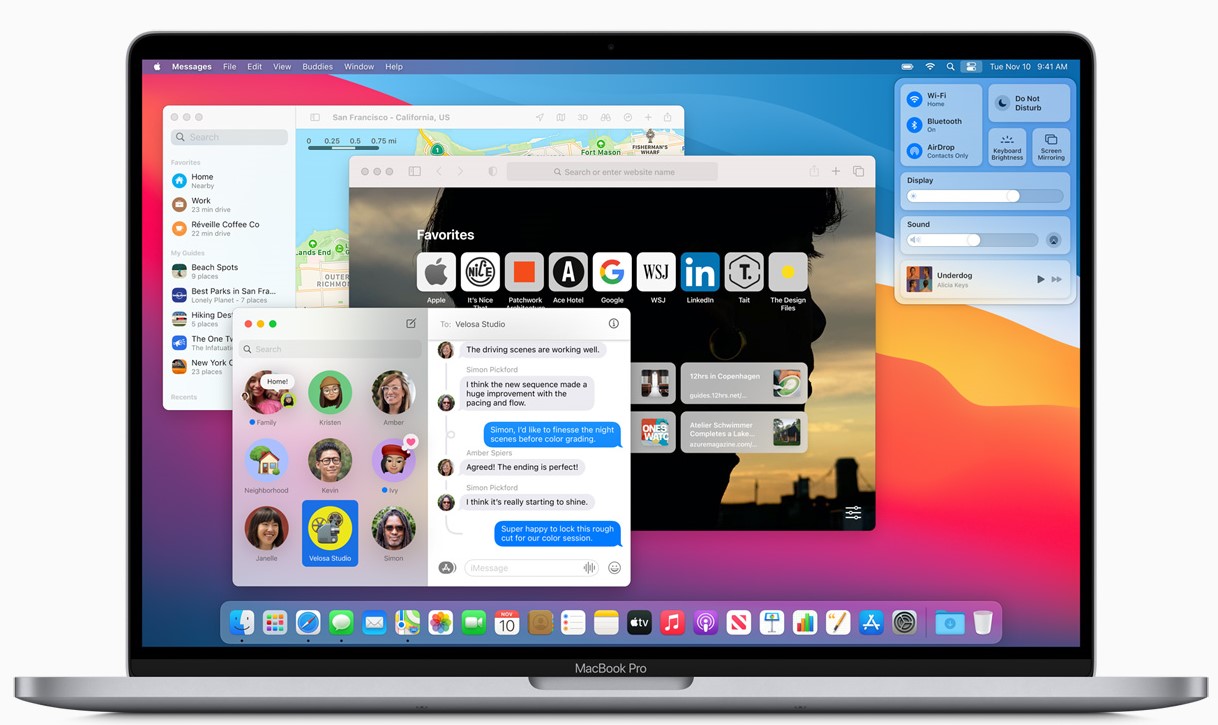 Messages File Edit View Buddies Window Help
Tue Nov 10 9:41 AM
San Francisco - California, US
3D
Search
Favorites
Home
Nearby
Work
23 min drive
Réveille Coffee Co
22 min drive
My Guides
Beach Spots
9 places
Best Parks in San Fra...
Lonely Planet - 7 places
Hiking Des
5 places
The One Tw
The Infatuati
New York C
23 places
Recents
0 0.25 0.5 0.75 mi
1
Fort Mason
FISHERMAN'S
WHARF
Lands End
OUTER
RICHMO
Search or enter website name
Favorites
Apple
It's Nice
That
Patchwork
Architecture
Ace Hotel
Google
WSJ
LinkedIn
Tait
The Design
Files
NICE
A
G
WSJ
in
T.
12hrs in Copenhagen
guides.12hrs.net/...
ONES
WATC
Atelier Schwimmer
Completes a Lake...
azuremagazine.com/...
Search
Home!
Family
Kristen
Amber
Neighborhood
Kevin
Ivy
Janelle
Velosa Studio
Simon
To: Velosa Studio
The driving scenes are working well.
Simon Pickford
I think the new sequence made a
huge improvement with the
pacing and flow.
Simon, I'd like to finesse the night
scenes before color grading.
Amber Spiers
Agreed! The ending is perfect!
Simon Pickford
I think it's really starting to shine.
Super happy to lock this rough
cut for our color session.
iMessage
Wi-Fi
Home
Bluetooth
On
AirDrop
Contacts Only
Do Not
Disturb
Keyboard
Brightness
Screen
Mirroring
Display
Sound
Underdog
Alicia Keys
NOV
10
tv
MacBook Pro